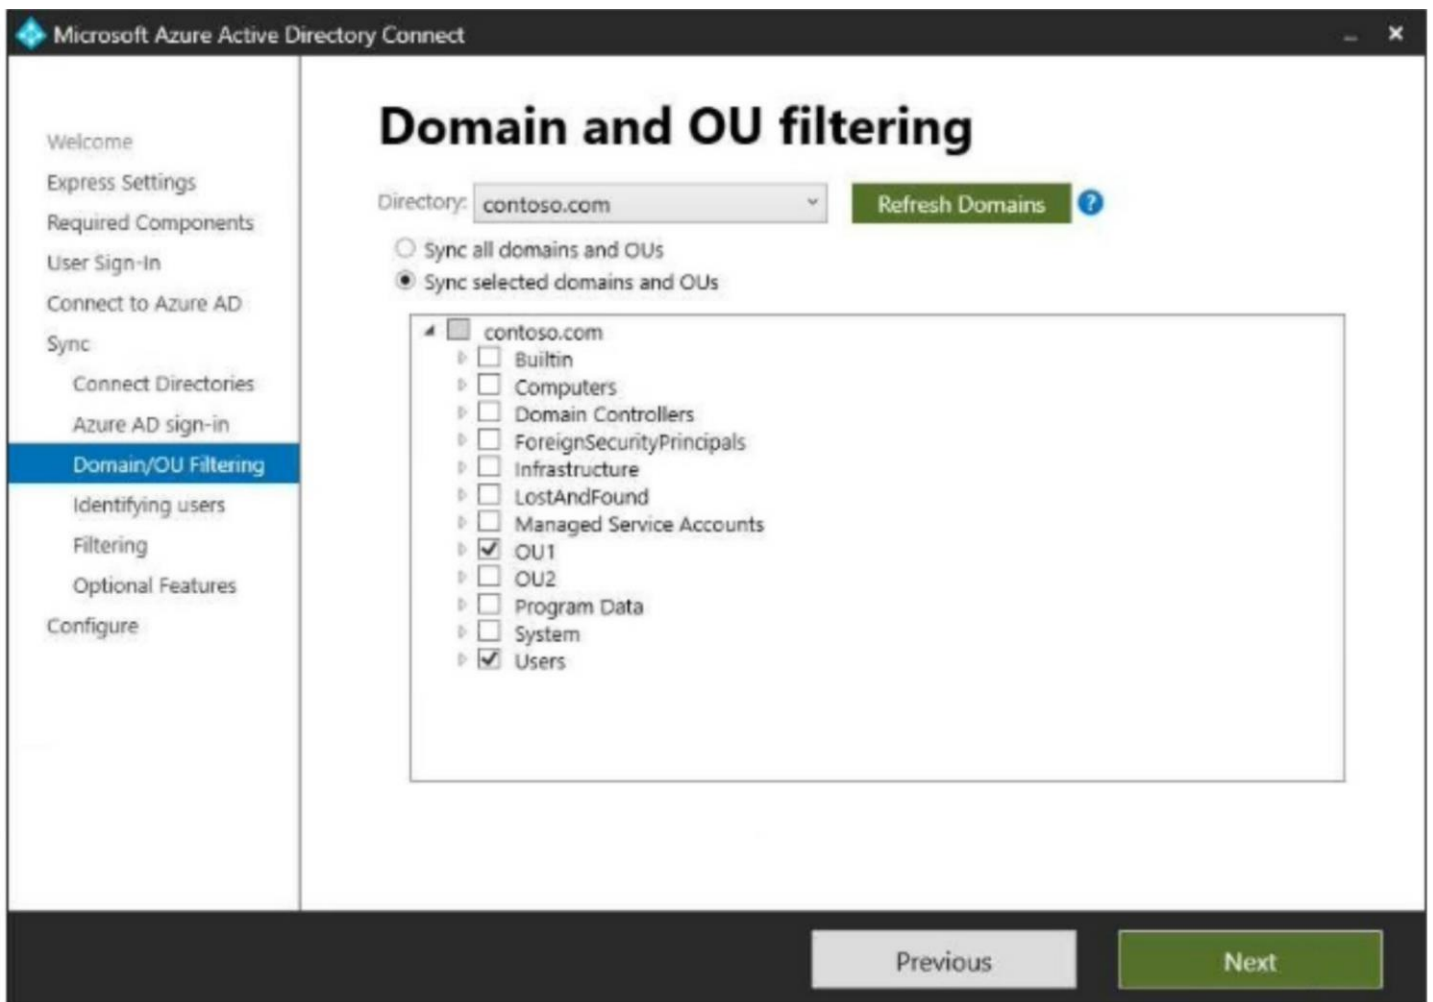 Microsoft Azure Active Directory Connect
Welcome
Express Settings
Required Components
User Sign-In
Connect to Azure AD
Sync
Connect Directories
Azure AD sign-in
Domain/OU Filtering
Identifying users
Filtering
Optional Features
Configure
Domain and OU filtering
Directory: contoso.com Refresh Domains ?
Sync all domains and OUs
Sync selected domains and OUs
contoso.com
Builtin
Computers
Domain Controllers
ForeignSecurityPrincipals
Infrastructure
LostAndFound
Managed Service Accounts
OU1
OU2
Program Data
System
Users
Previous Next